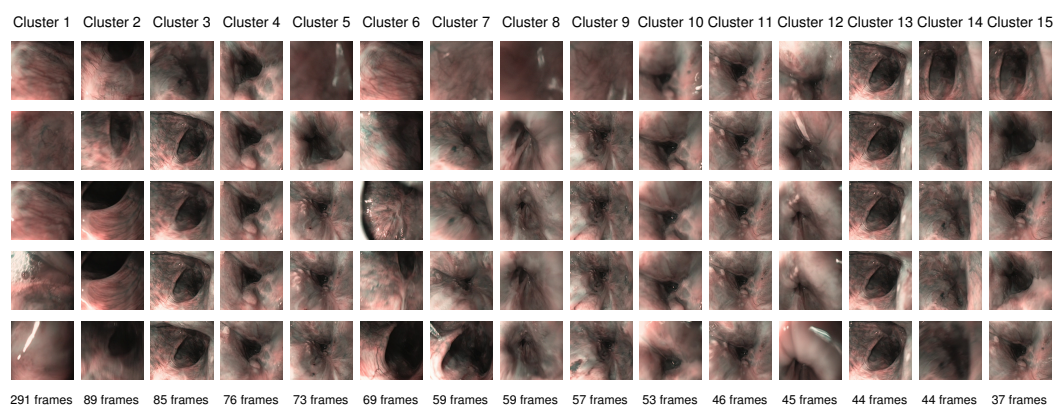 Cluster 1 Cluster 2 Cluster 3 Cluster 4 Cluster 5 Cluster 6 Cluster 7 Cluster 8 Cluster 9 Cluster 10 Cluster 11 Cluster 12 Cluster 13 Cluster 14 Cluster 15
291 frames 89 frames 85 frames 76 frames 73 frames 69 frames 59 frames 59 frames 57 frames 53 frames 46 frames 45 frames 44 frames 44 frames 37 frames